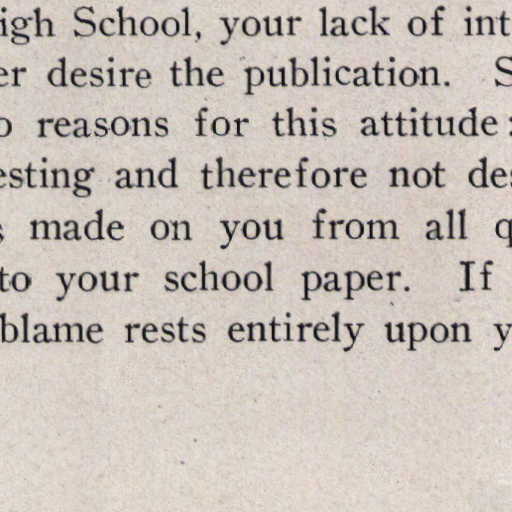 igh School, your lack of int
er desire the publication. S
o reasons for this attitude:
esting and therefore not des
s made on you from all q
to your school paper. If
blame rests entirely upon y